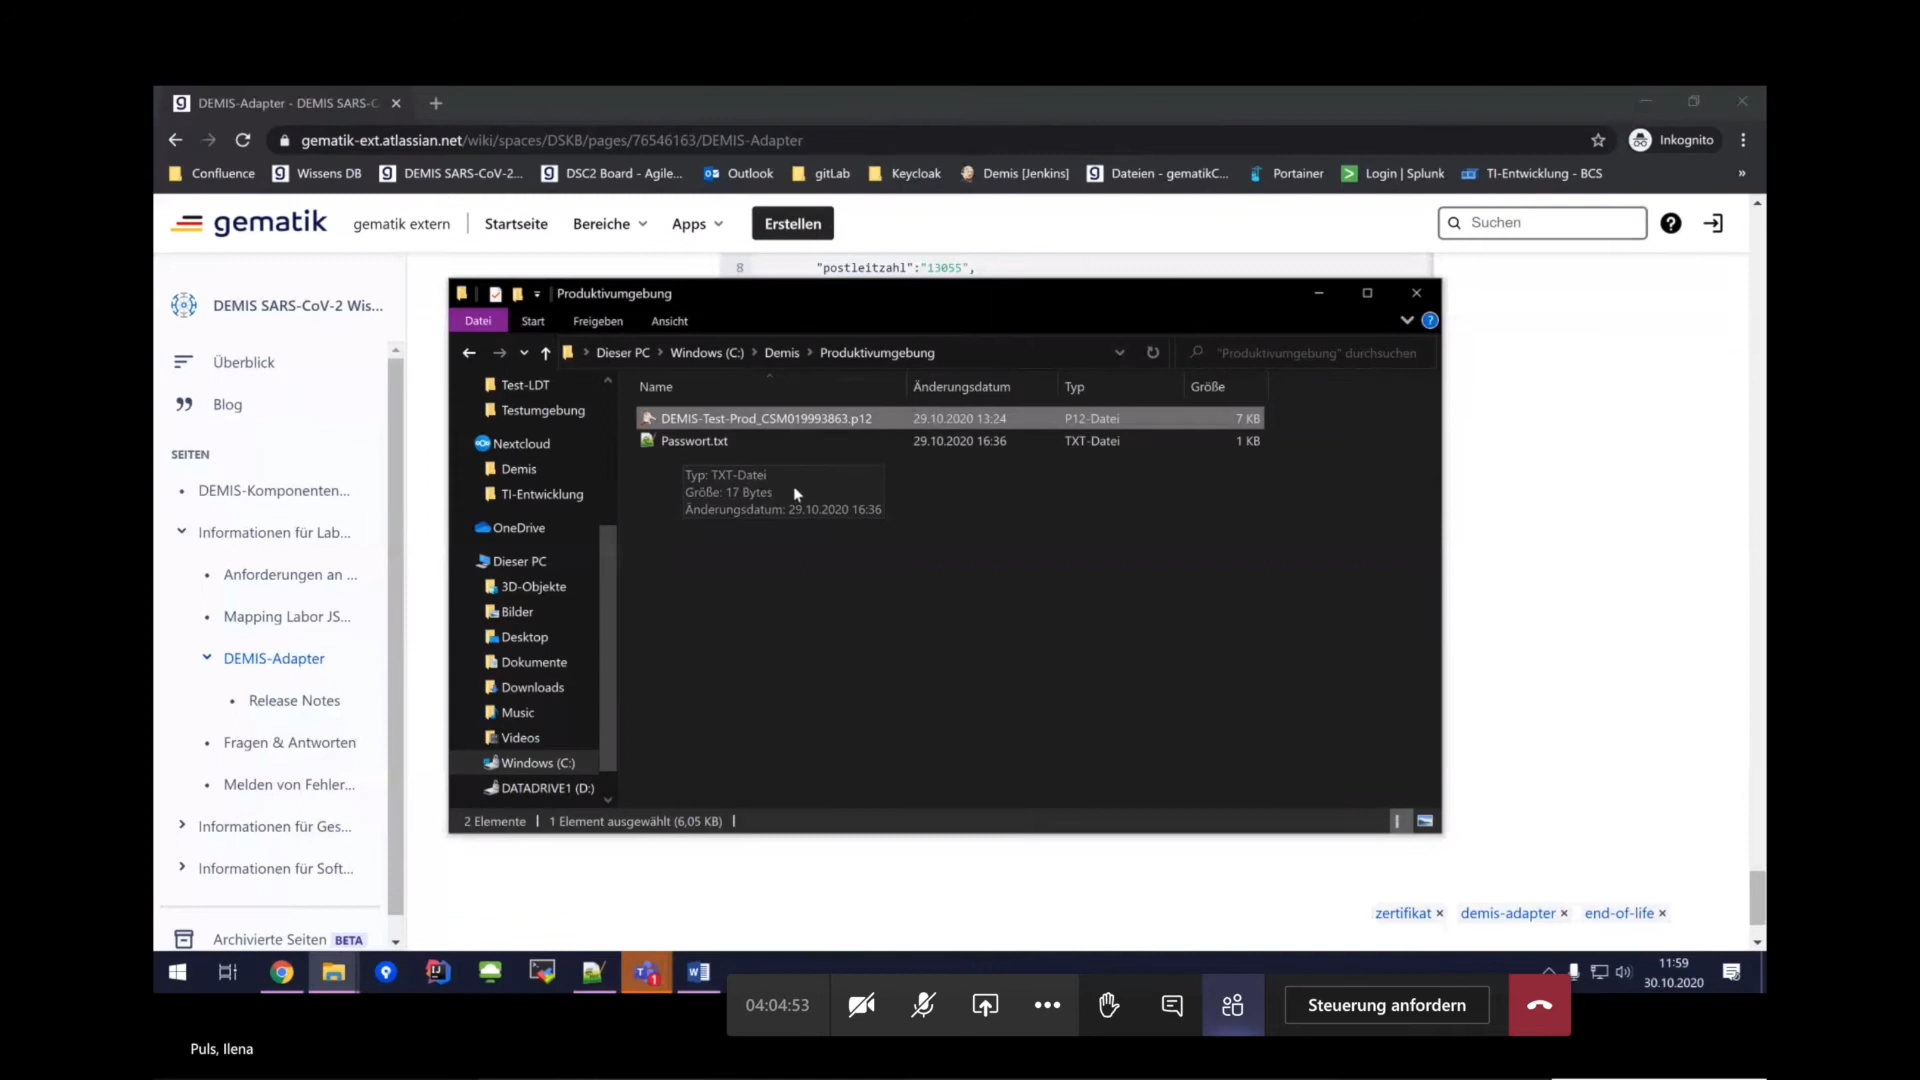 DEMIS-Adapter - DEMIS SARS-C
gematik-ext.atlassian.net/wiki/spaces/DSKB/pages/76546163/DEMIS-Adapter
Inkognito
Confluence
Wissens DB
DEMIS SARS-CoV-2...
DSC2 Board - Agile...
Outlook
gitLab
Keycloak
Demis [Jenkins]
Dateien - gematikC...
Portainer
Login | Splunk
TI-Entwicklung - BCS
»
gematik
gematik extern
Startseite
Bereiche
Apps
Erstellen
Suchen
8 "postleitzahl":"13055",
DEMIS SARS-CoV-2 Wis...
Überblick
Blog
SEITEN
DEMIS-Komponenten...
Informationen für Lab...
Anforderungen an ...
Mapping Labor JS...
DEMIS-Adapter
Release Notes
Fragen & Antworten
Melden von Fehler...
Informationen für Ges...
Informationen für Soft...
Archivierte Seiten BETA
Produktivumgebung
Datei
Start
Freigeben
Ansicht
Dieser PC > Windows (C:) > Demis > Produktivumgebung
"Produktivumgebung" durchsuchen
Test-LDT
Testumgebung
Nextcloud
Demis
TI-Entwicklung
OneDrive
Dieser PC
3D-Objekte
Bilder
Desktop
Dokumente
Downloads
Music
Videos
Windows (C:)
DATADRIVE1 (D:)
Name Änderungsdatum Typ Größe
DEMIS-Test-Prod_CSM019993863.p12 29.10.2020 13:24 P12-Datei 7 KB
Passwort.txt 29.10.2020 16:36 TXT-Datei 1 KB
Typ: TXT-Datei
Größe: 17 Bytes
Änderungsdatum: 29.10.2020 16:36
2 Elemente | 1 Element ausgewählt (6,05 KB) |
zertifikat × demis-adapter × end-of-life ×
11:59
30.10.2020
04:04:53
Steuerung anfordern
Puls, Ilena